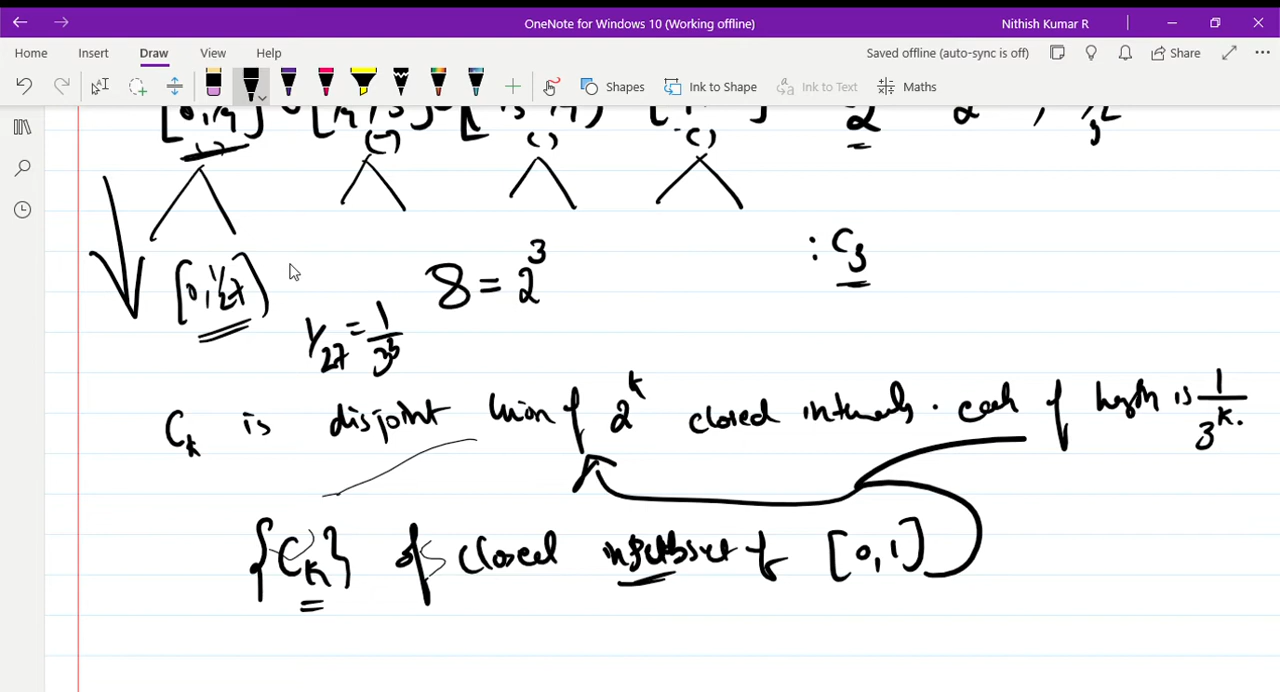 OneNote for Windows 10 (Working offline)
Nithish Kumar R
Home Insert Draw View Help
Saved offline (auto-sync is off)
Share
Shapes Ink to Shape Ink to Text Maths
: C3
[0, 1/27]
8 = 2^3
1/27 = 1/3^3
Ck is disjoint union of 2^k closed intervals. each of length is 1/3^k.
{Ck} of closed subset of [0,1]